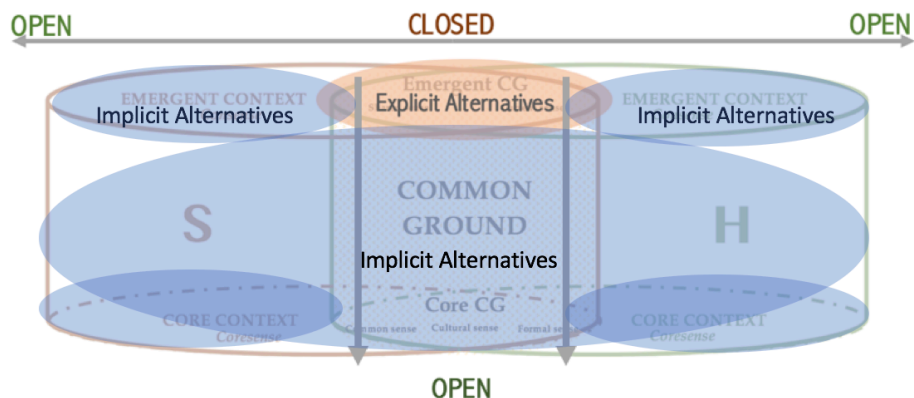 OPEN CLOSED OPEN
Emergent CG
EMERGENT CONTEXT Explicit Alternatives EMERGENT CONTEXT
Implicit Alternatives Implicit Alternatives
S COMMON H
GROUND
Implicit Alternatives
Core CG
CORE CONTEXT Common sense Cultural sense Formal CORE CONTEXT
Coresense Coresense
OPEN